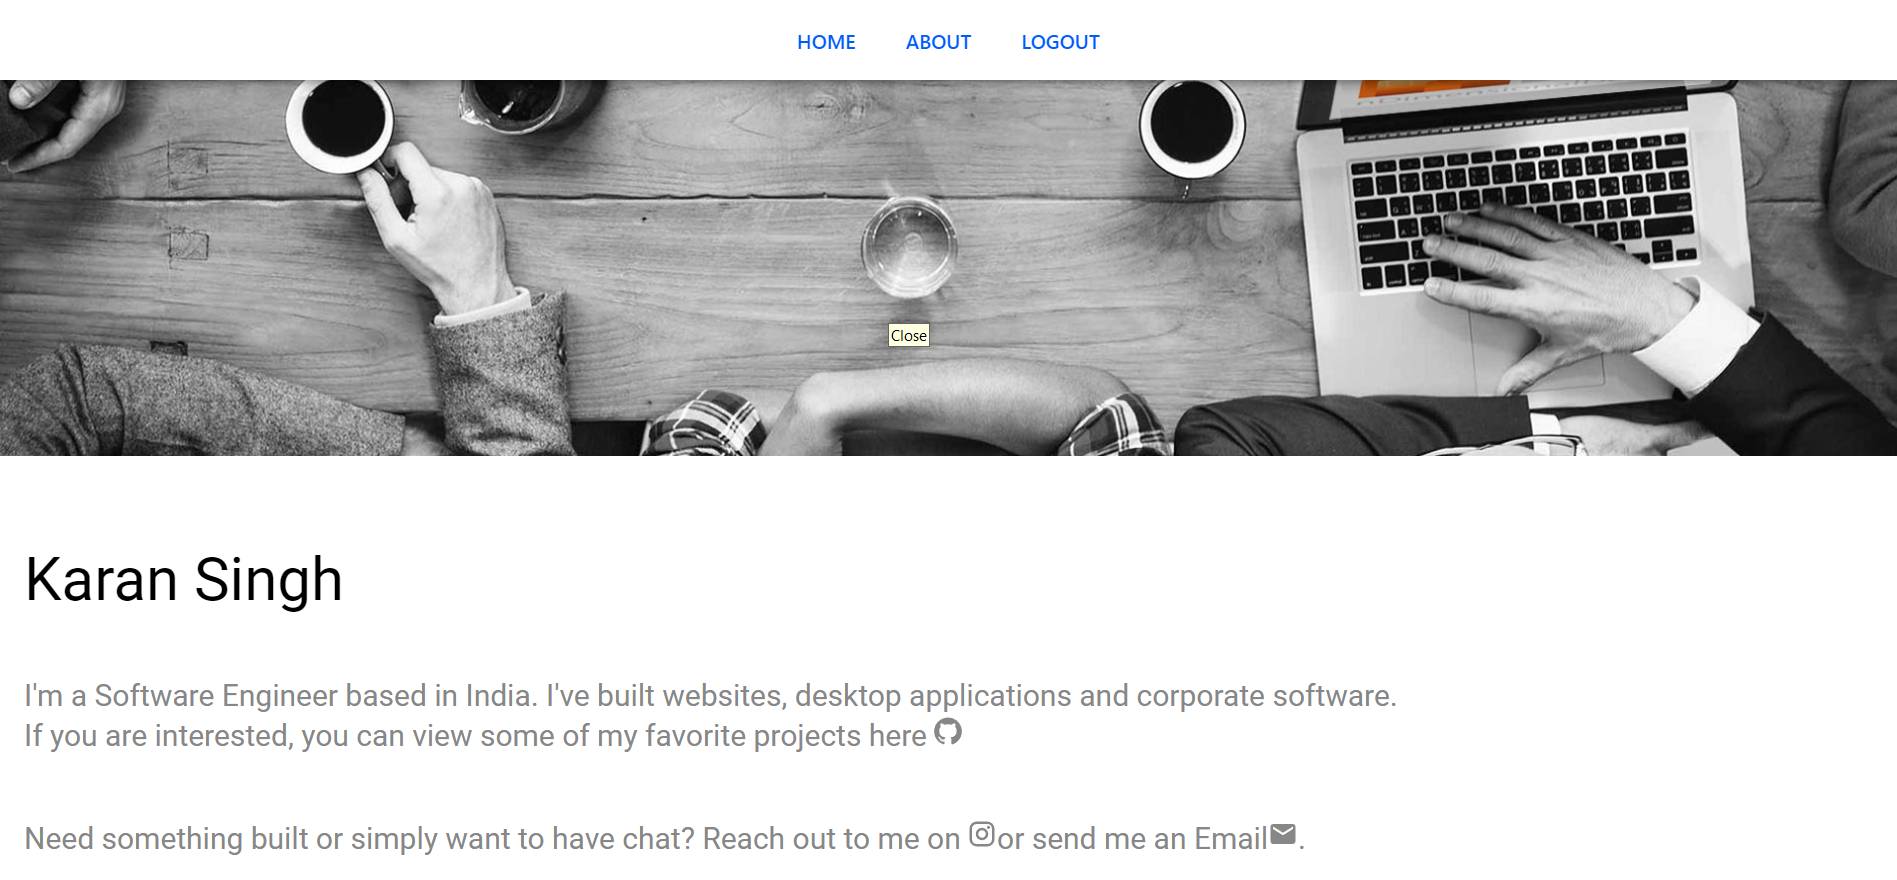 HOME ABOUT LOGOUT
Close
Karan Singh
I'm a Software Engineer based in India. I've built websites, desktop applications and corporate software.
If you are interested, you can view some of my favorite projects here
Need something built or simply want to have chat? Reach out to me on or send me an Email.